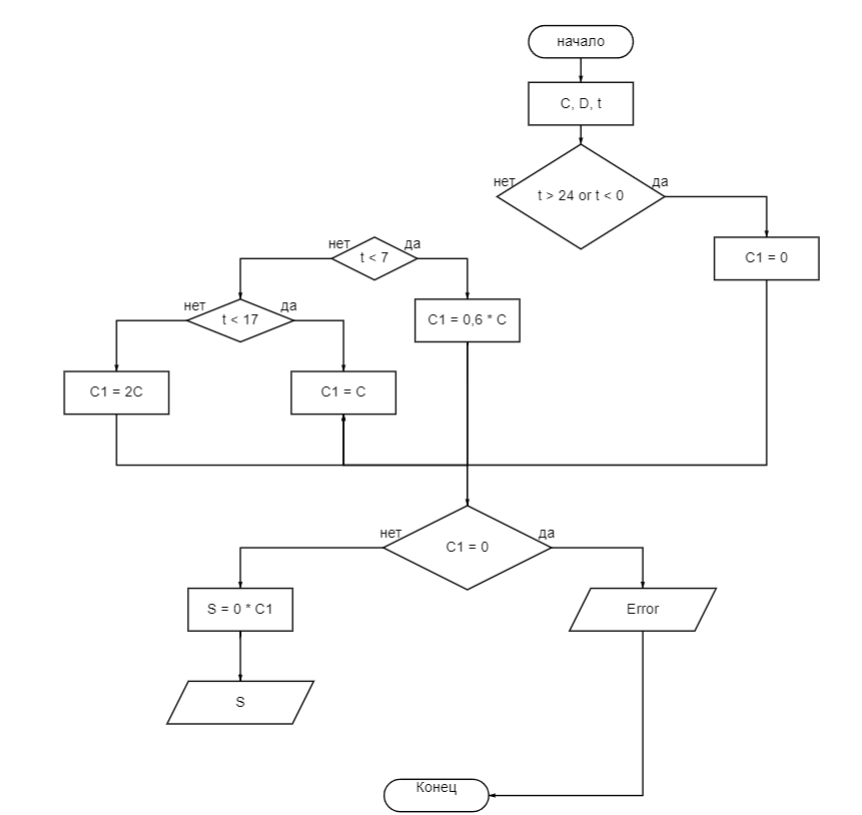 начало
C, D, t
нет
да
t > 24 or t < 0
C1 = 0
нет
да
t < 7
C1 = 0,6 * C
нет
да
t < 17
C1 = 2C
C1 = C
нет
да
C1 = 0
S = 0 * C1
Error
S
Конец